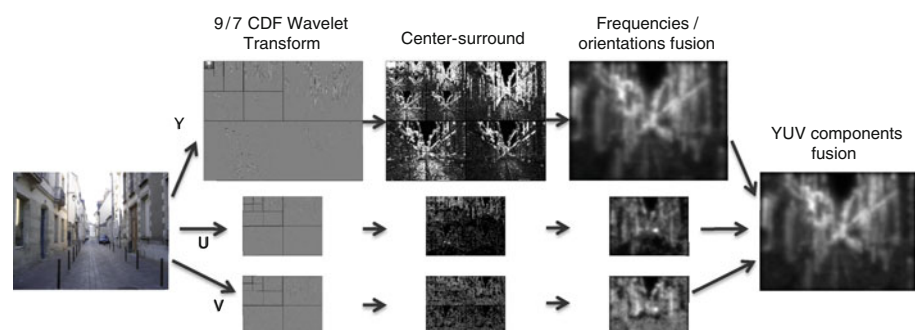 9/7 CDF Wavelet
Transform
Center-surround
Frequencies /
orientations fusion
YUV components
fusion
Y
U
V